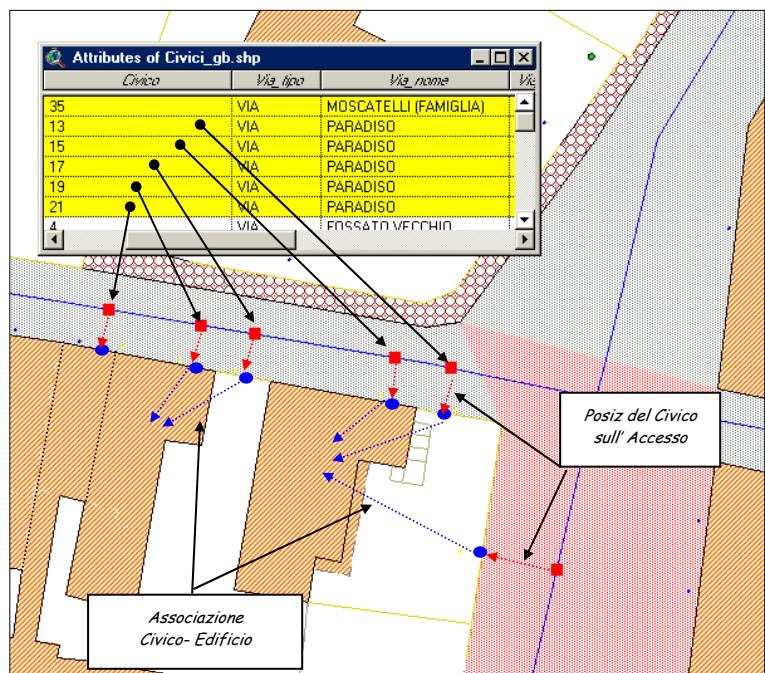 Attributes of Civici_gb.shp
Civico Via_tipo Via_nome
35 VIA MOSCATELLI (FAMIGLIA)
13 VIA PARADISO
15 VIA PARADISO
17 VIA PARADISO
19 VIA PARADISO
21 VIA PARADISO
4 VIA FOSSATO VECCHIO
Posiz del Civico
sull' Accesso
Associazione
Civico- Edificio